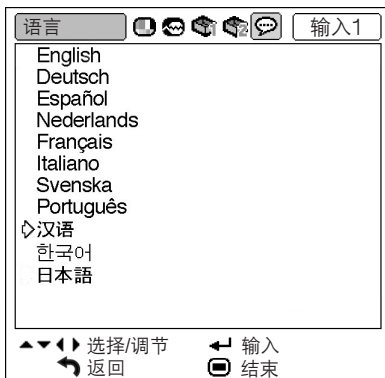 语言 输入1
English
Deutsch
Español
Nederlands
Français
Italiano
Svenska
Português
汉语
한국어
日本語
选择/调节 输入
返回 结束